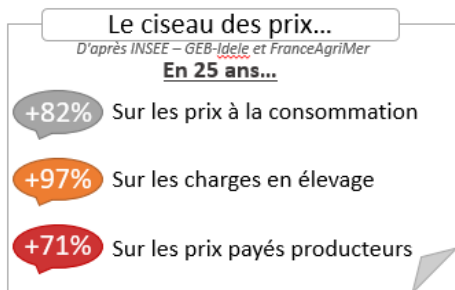 Le ciseau des prix...
D'après INSEE – GEB-Idele et FranceAgriMer
En 25 ans...
+82% Sur les prix à la consommation
+97% Sur les charges en élevage
+71% Sur les prix payés producteurs